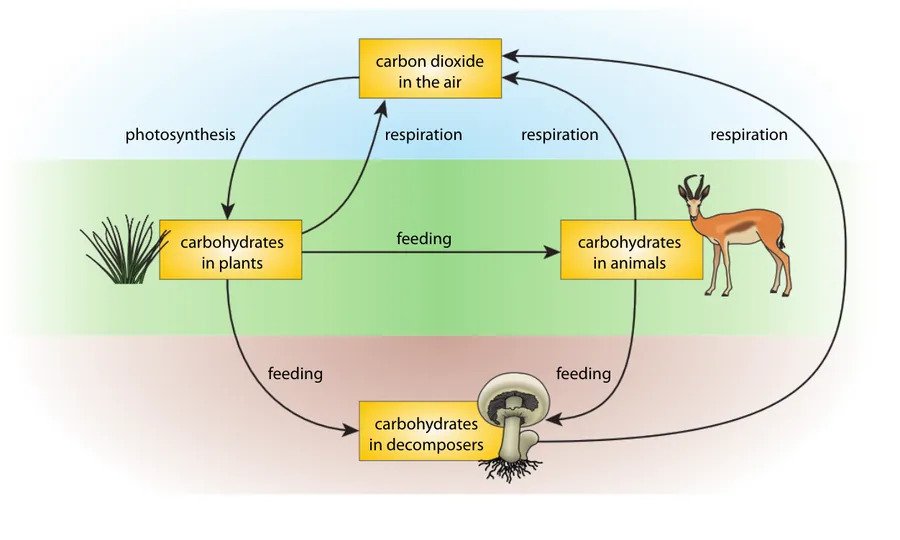 carbon dioxide
in the air
photosynthesis
respiration
respiration
respiration
carbohydrates
in plants
feeding
carbohydrates
in animals
feeding
feeding
carbohydrates
in decomposers